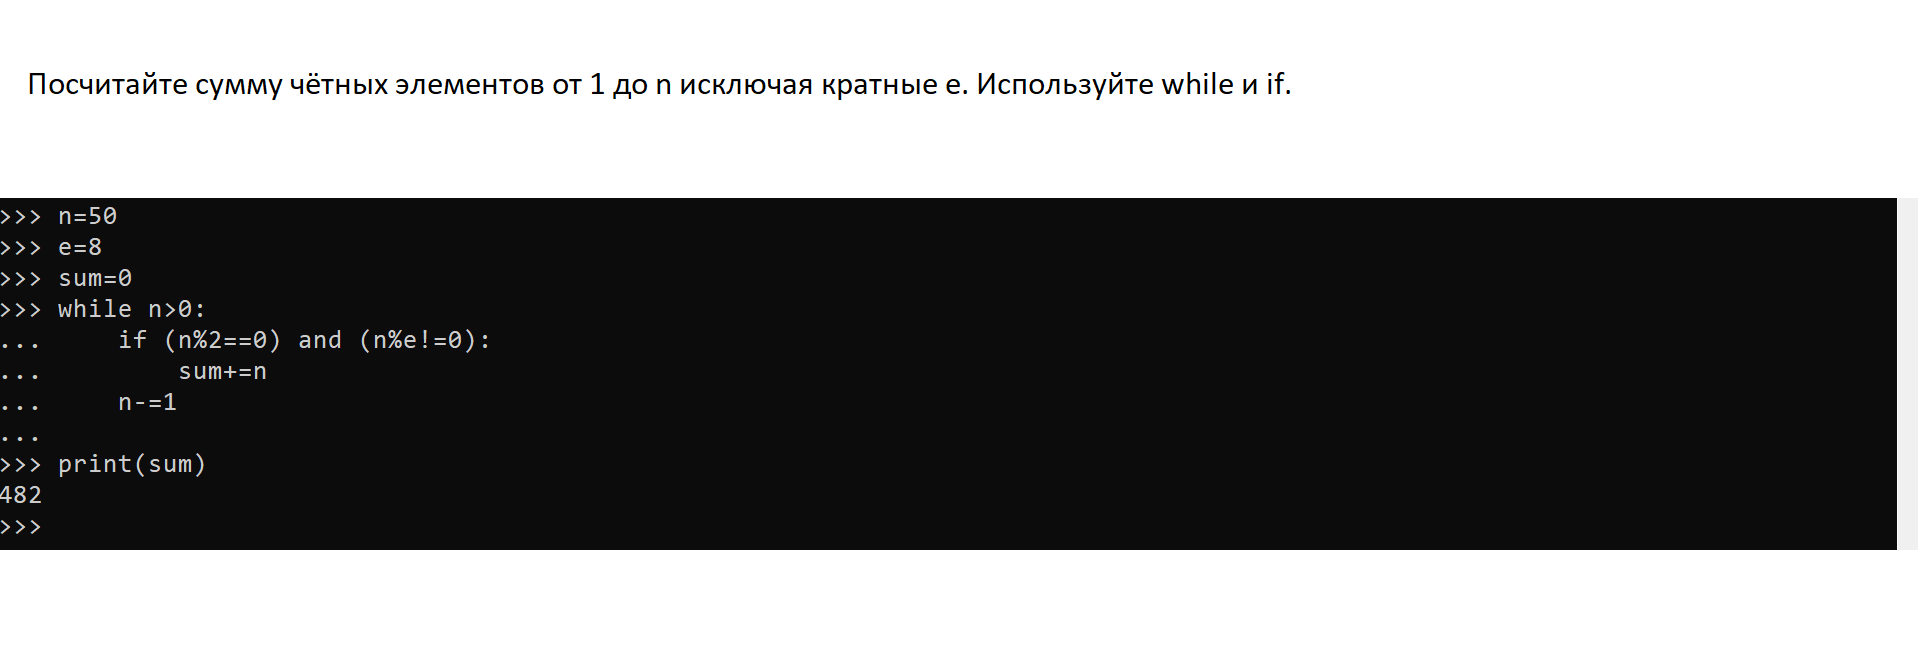 Посчитайте сумму чётных элементов от 1 до n исключая кратные e. Используйте while и if.
>>> n=50
>>> e=8
>>> sum=0
>>> while n>0:
...     if (n%2==0) and (n%e!=0):
...         sum+=n
...     n-=1
...
>>> print(sum)
482
>>>